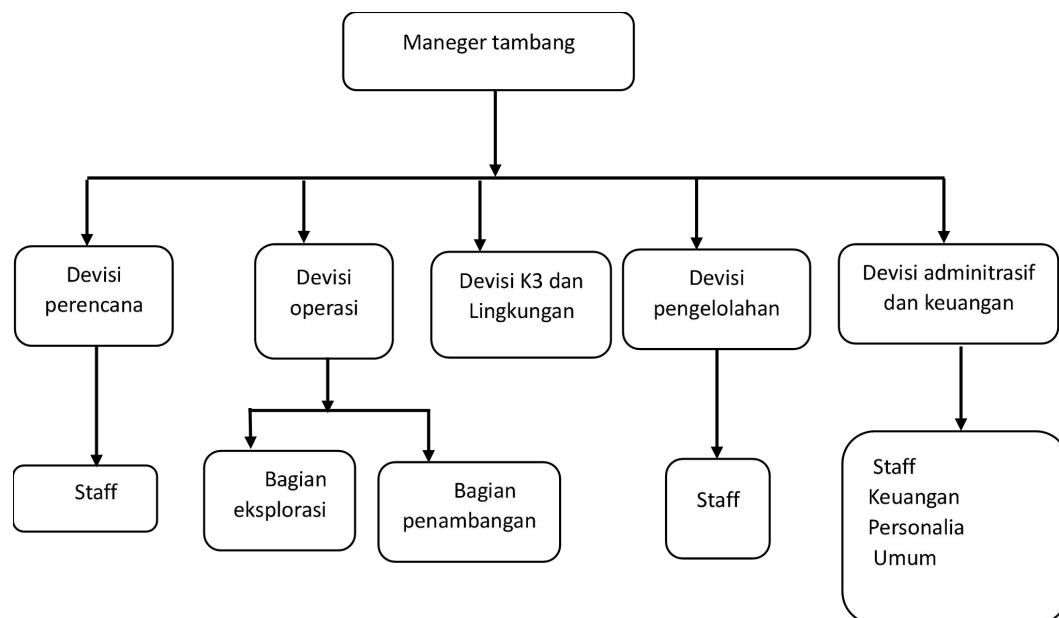 Maneger tambang
Devisi
perencana
Devisi
operasi
Devisi K3 dan
Lingkungan
Devisi
pengelolahan
Devisi adminitrasif
dan keuangan
Staff
Bagian
eksplorasi
Bagian
penambangan
Staff
Staff
Keuangan
Personalia
Umum